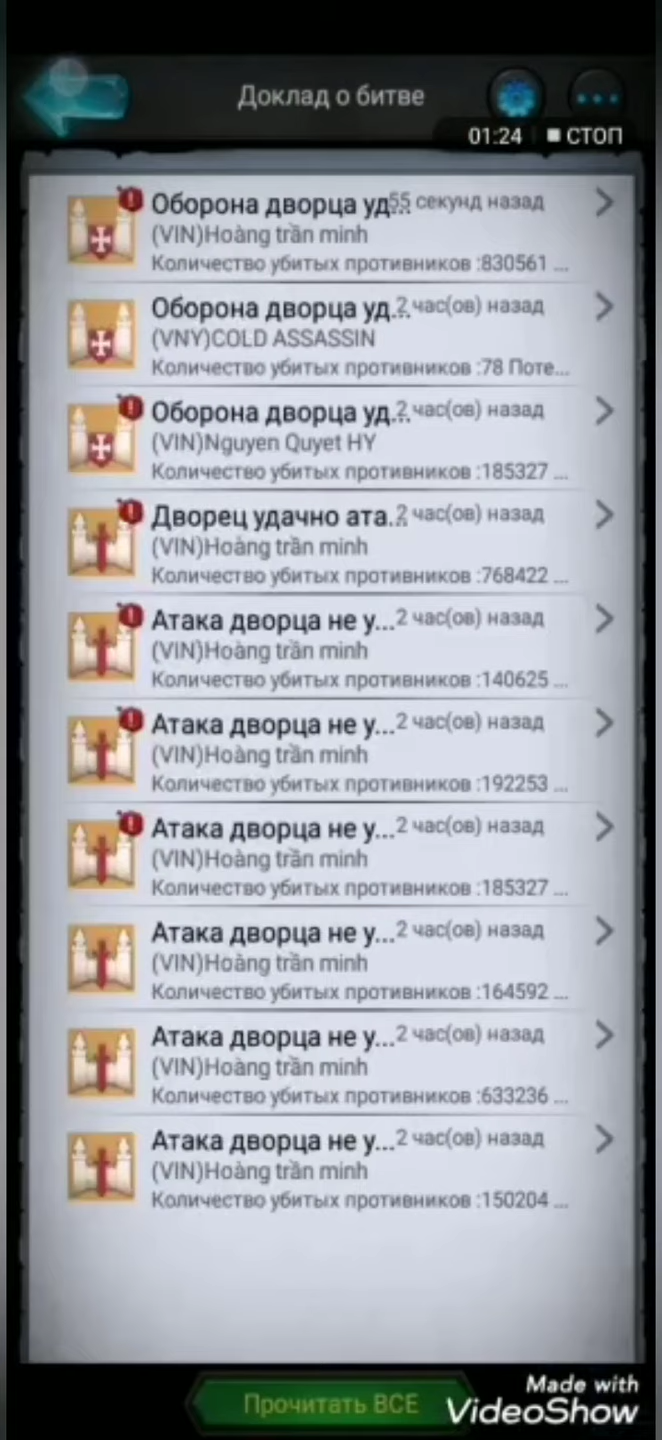 Доклад о битве
01:24 СТОП
Оборона дворца уд... 55 секунд назад
(VIN)Hoàng trần minh
Количество убитых противников :830561 ...
Оборона дворца уд... 2 час(ов) назад
(VNY)COLD ASSASSIN
Количество убитых противников :78 Поте...
Оборона дворца уд... 2 час(ов) назад
(VIN)Nguyen Quyet HY
Количество убитых противников :185327 ...
Дворец удачно ата... 2 час(ов) назад
(VIN)Hoàng trần minh
Количество убитых противников :768422 ...
Атака дворца не у... 2 час(ов) назад
(VIN)Hoàng trần minh
Количество убитых противников :140625 ...
Атака дворца не у... 2 час(ов) назад
(VIN)Hoàng trần minh
Количество убитых противников :192253 ...
Атака дворца не у... 2 час(ов) назад
(VIN)Hoàng trần minh
Количество убитых противников :185327 ...
Атака дворца не у... 2 час(ов) назад
(VIN)Hoàng trần minh
Количество убитых противников :164592 ...
Атака дворца не у... 2 час(ов) назад
(VIN)Hoàng trần minh
Количество убитых противников :633236 ...
Атака дворца не у... 2 час(ов) назад
(VIN)Hoàng trần minh
Количество убитых противников :150204 ...
Прочитать ВСЕ
Made with
VideoShow